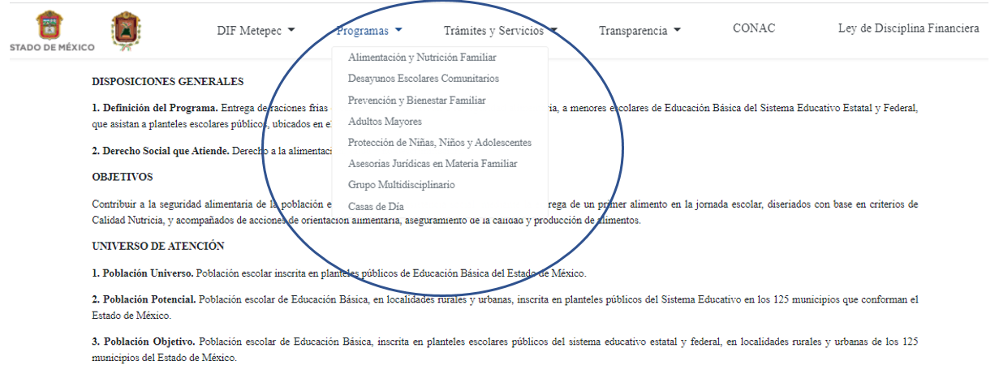 STADO DE MÉXICO
DIF Metepec Programas Trámites y Servicios Transparencia CONAC Ley de Disciplina Financiera
Alimentación y Nutrición Familiar
Desayunos Escolares Comunitarios
Prevención y Bienestar Familiar
Adultos Mayores
Protección de Niñas, Niños y Adolescentes
Asesorías Jurídicas en Materia Familiar
Grupo Multidisciplinario
Casas de Día
DISPOSICIONES GENERALES
1. Definición del Programa. Entrega de raciones frias ia, a menores escolares de Educación Básica del Sistema Educativo Estatal y Federal,
que asistan a planteles escolares públicos, ubicados en el
2. Derecho Social que Atiende. Derecho a la alimentaci
OBJETIVOS
Contribuir a la seguridad alimentaria de la población e rega de un primer alimento en la jornada escolar, diseriados con base en criterios de
Calidad Nutricia, y acompañados de acciones de orientación alimentaria, aseguramiento de la calidad y producción de alimentos.
UNIVERSO DE ATENCIÓN
1. Población Universo. Población escolar inscrita en planteles públicos de Educación Básica del Estado de México.
2. Población Potencial. Población escolar de Educación Básica, en localidades rurales y urbanas, inscrita en planteles públicos del Sistema Educativo en los 125 municipios que conforman el
Estado de México.
3. Población Objetivo. Población escolar de Educación Básica, inscrita en planteles escolares públicos del sistema educativo estatal y federal, en localidades rurales y urbanas de los 125
municipios del Estado de México.